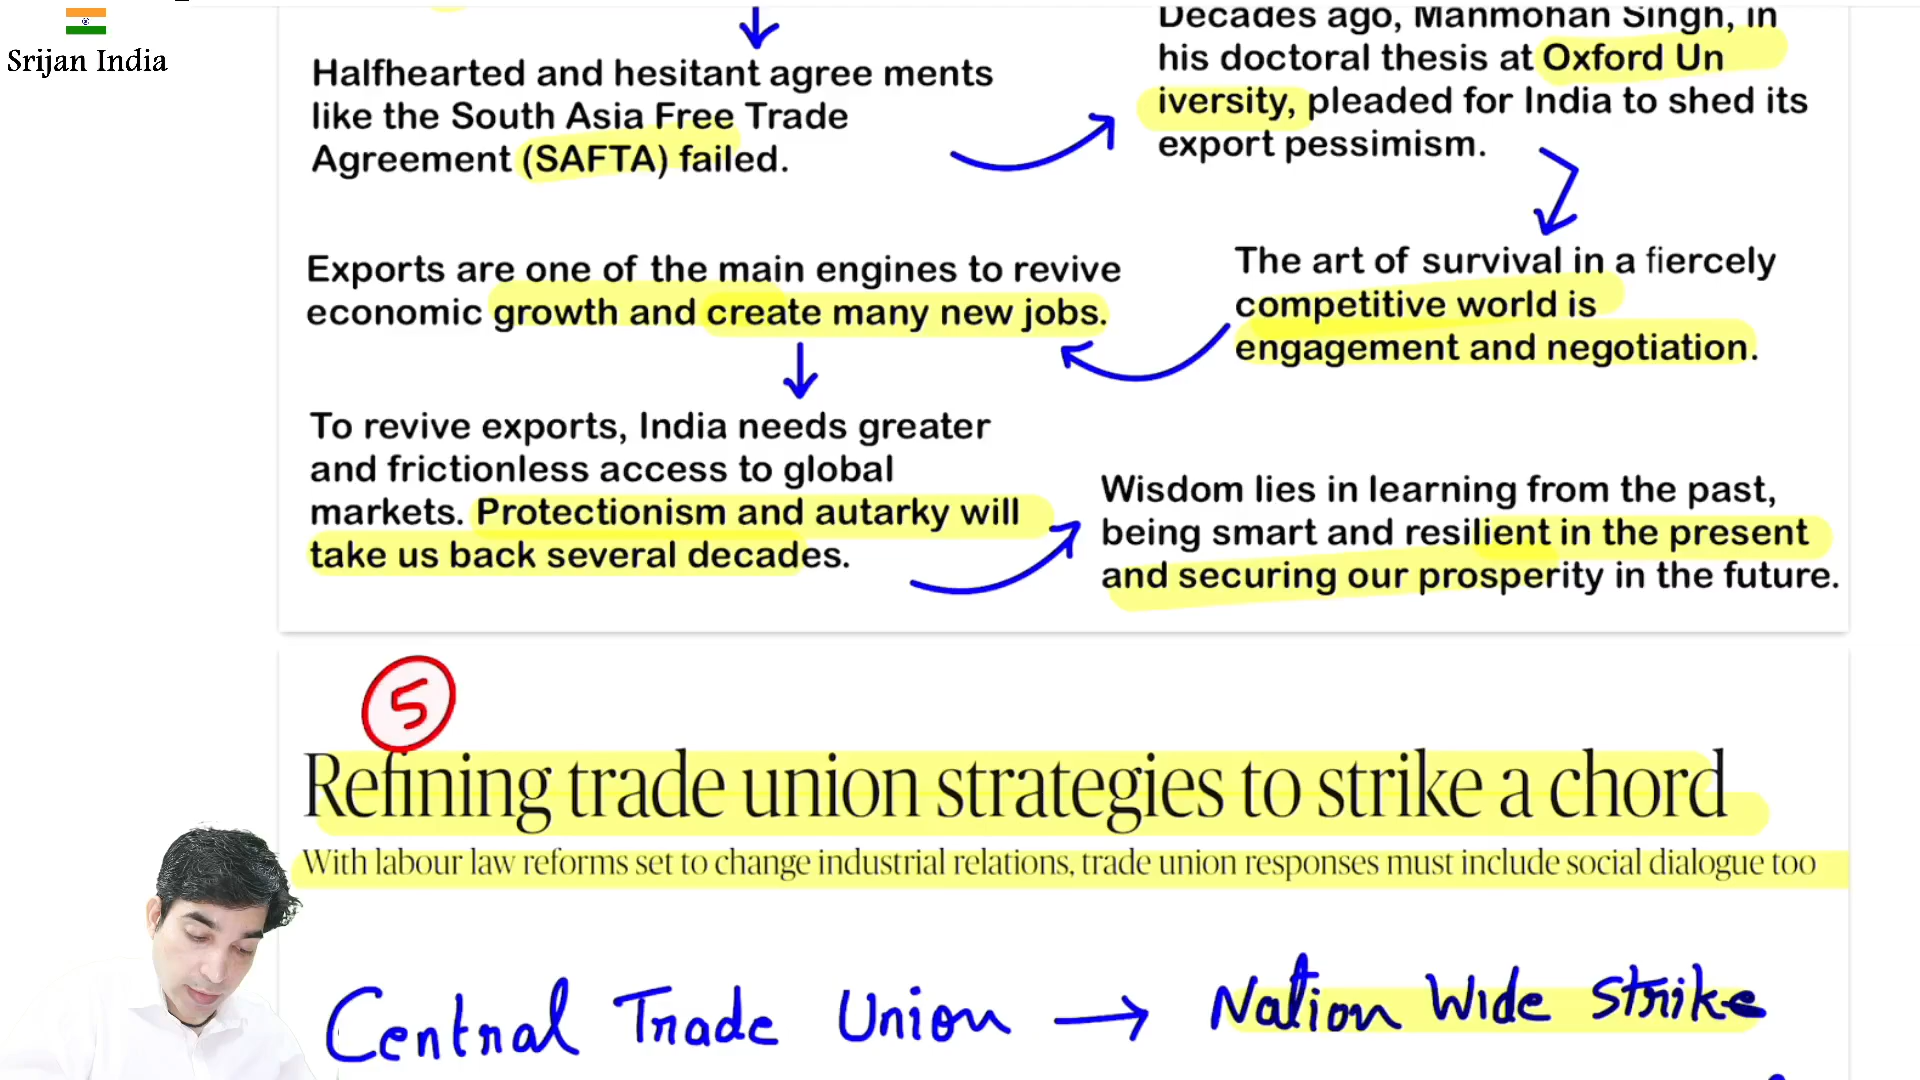 Srijan India
Halfhearted and hesitant agree ments
like the South Asia Free Trade
Agreement (SAFTA) failed.
Decades ago, Manmohan Singh, in
his doctoral thesis at Oxford Un
iversity, pleaded for India to shed its
export pessimism.
The art of survival in a fiercely
competitive world is
engagement and negotiation.
Exports are one of the main engines to revive
economic growth and create many new jobs.
To revive exports, India needs greater
and frictionless access to global
markets. Protectionism and autarky will
take us back several decades.
Wisdom lies in learning from the past,
being smart and resilient in the present
and securing our prosperity in the future.
5
Refining trade union strategies to strike a chord
With labour law reforms set to change industrial relations, trade union responses must include social dialogue too
Central Trade Union → Nation Wide Strike